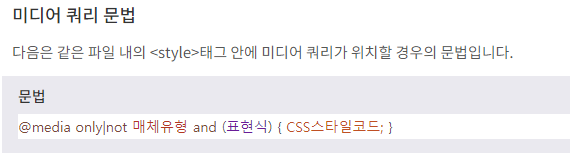 미디어 쿼리 문법
다음은 같은 파일 내의 <style>태그 안에 미디어 쿼리가 위치할 경우의 문법입니다.
문법
@media only|not 매체유형 and (표현식) { CSS스타일코드; }